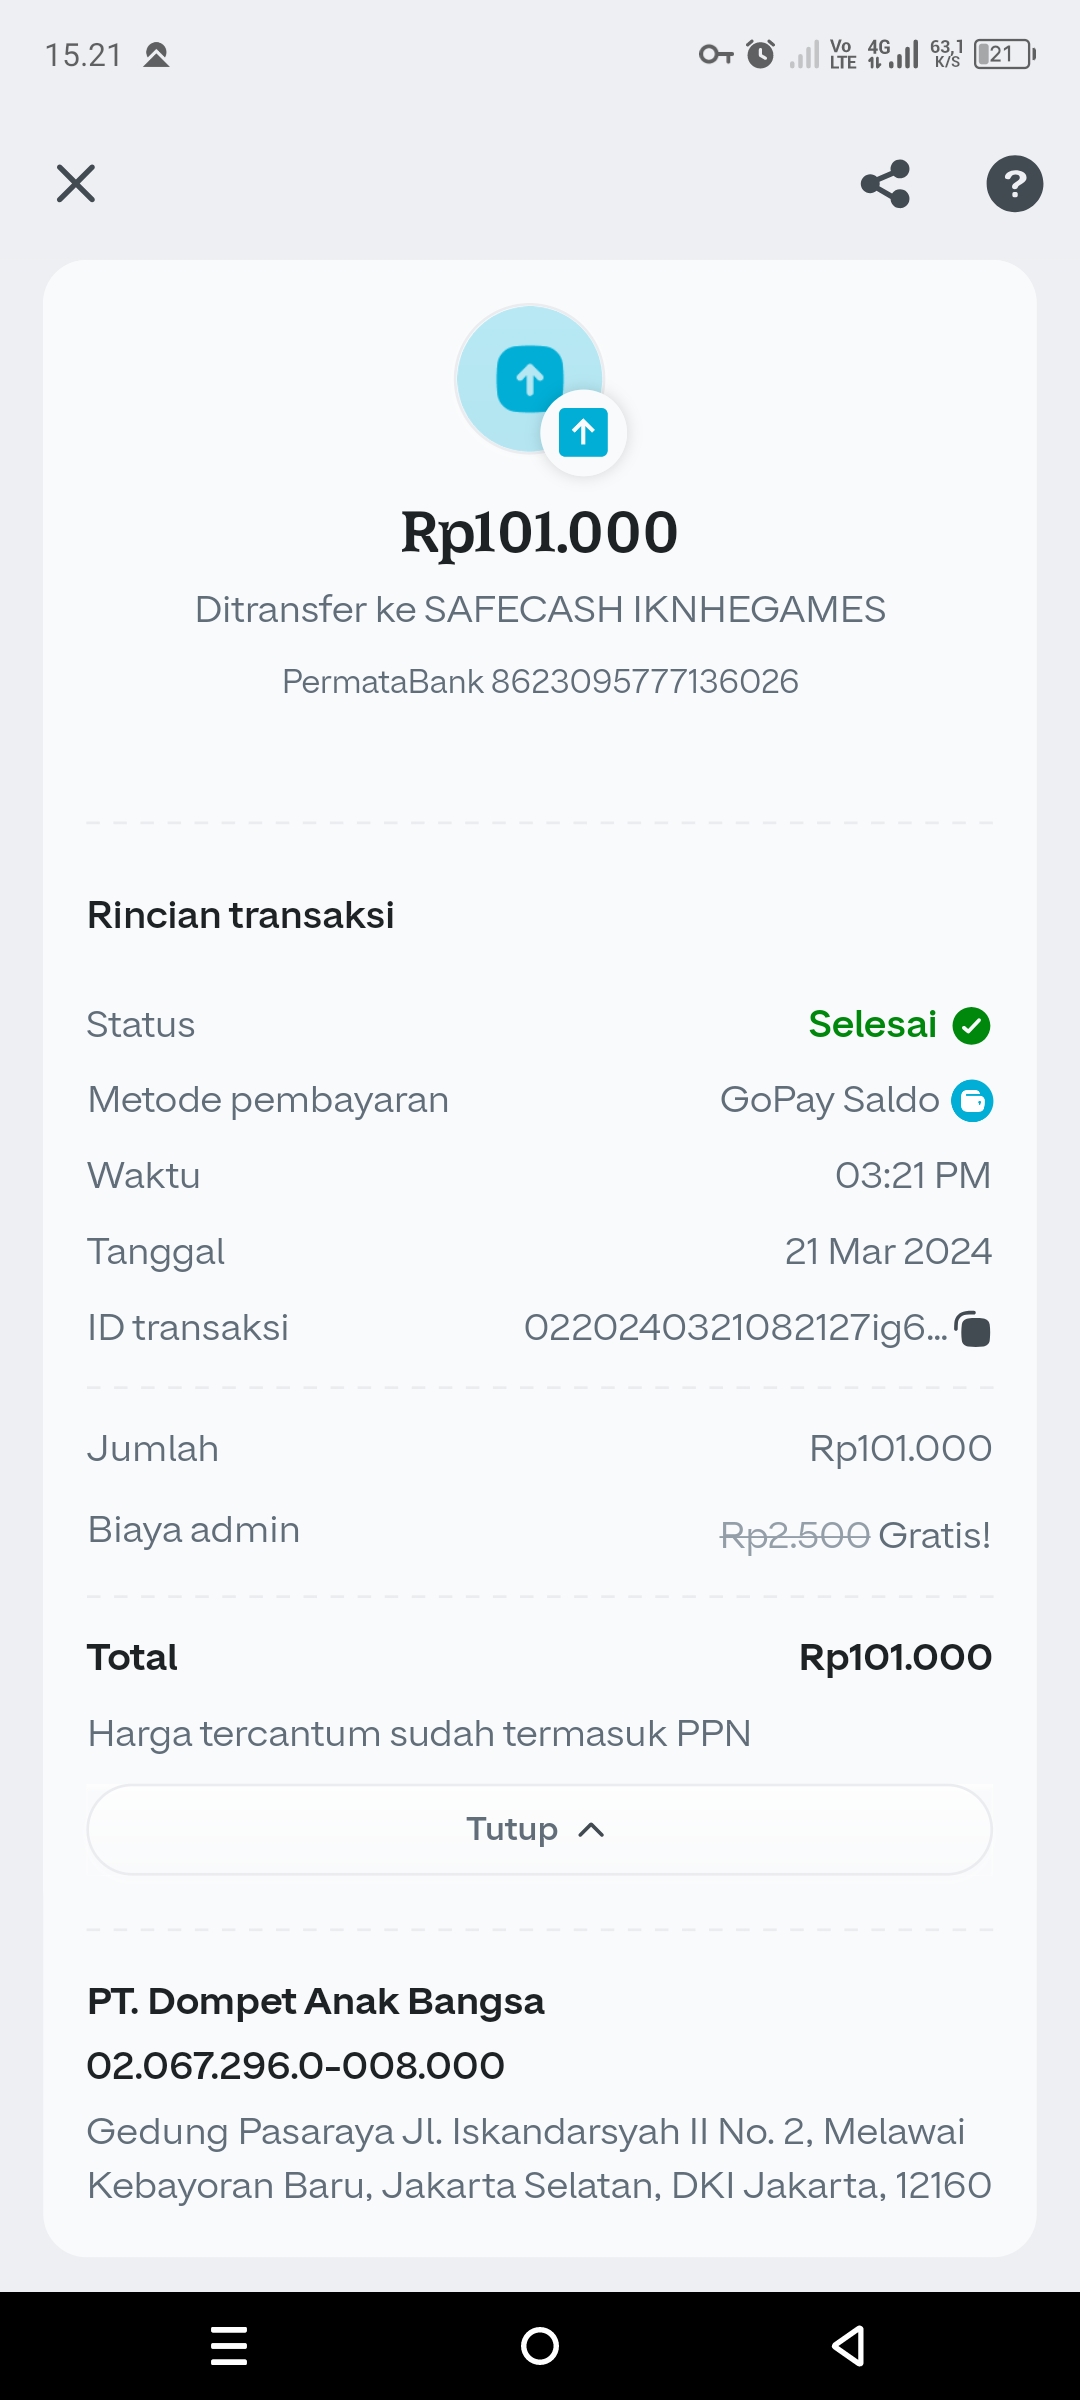 15.21
Vo LTE 4G 63,1 K/S 21
?
Rp101.000
Ditransfer ke SAFECASH IKNHEGAMES
PermataBank 8623095777136026
Rincian transaksi
Status Selesai
Metode pembayaran GoPay Saldo
Waktu 03:21 PM
Tanggal 21 Mar 2024
ID transaksi 0220240321082127ig6...
Jumlah Rp101.000
Biaya admin Rp2.500 Gratis!
Total Rp101.000
Harga tercantum sudah termasuk PPN
Tutup
PT. Dompet Anak Bangsa
02.067.296.0-008.000
Gedung Pasaraya Jl. Iskandarsyah II No. 2, Melawai
Kebayoran Baru, Jakarta Selatan, DKI Jakarta, 12160